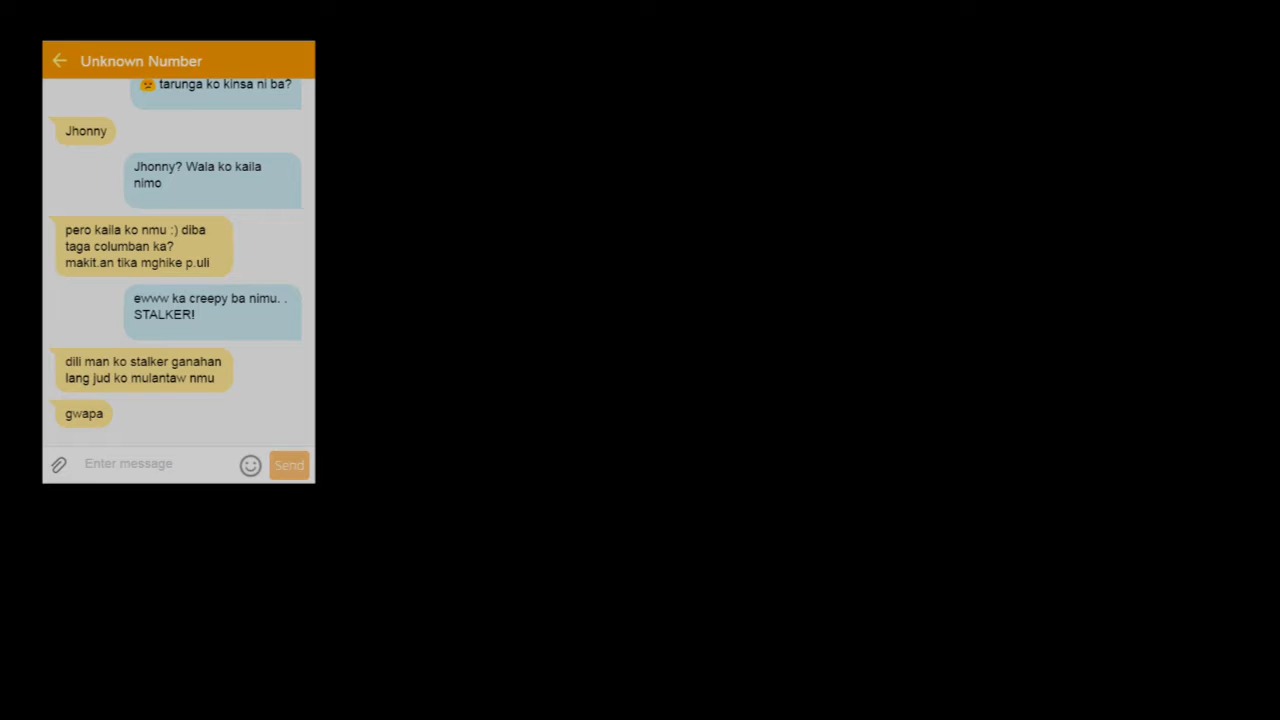 Unknown Number
tarunga ko kinsa ni ba?
Jhonny
Jhonny? Wala ko kaila
nimo
pero kaila ko nmu :) diba
taga columban ka?
makit.an tika mghike p.uli
ewww ka creepy ba nimu. .
STALKER!
dili man ko stalker ganahan
lang jud ko mulantaw nmu
gwapa
Enter message
Send